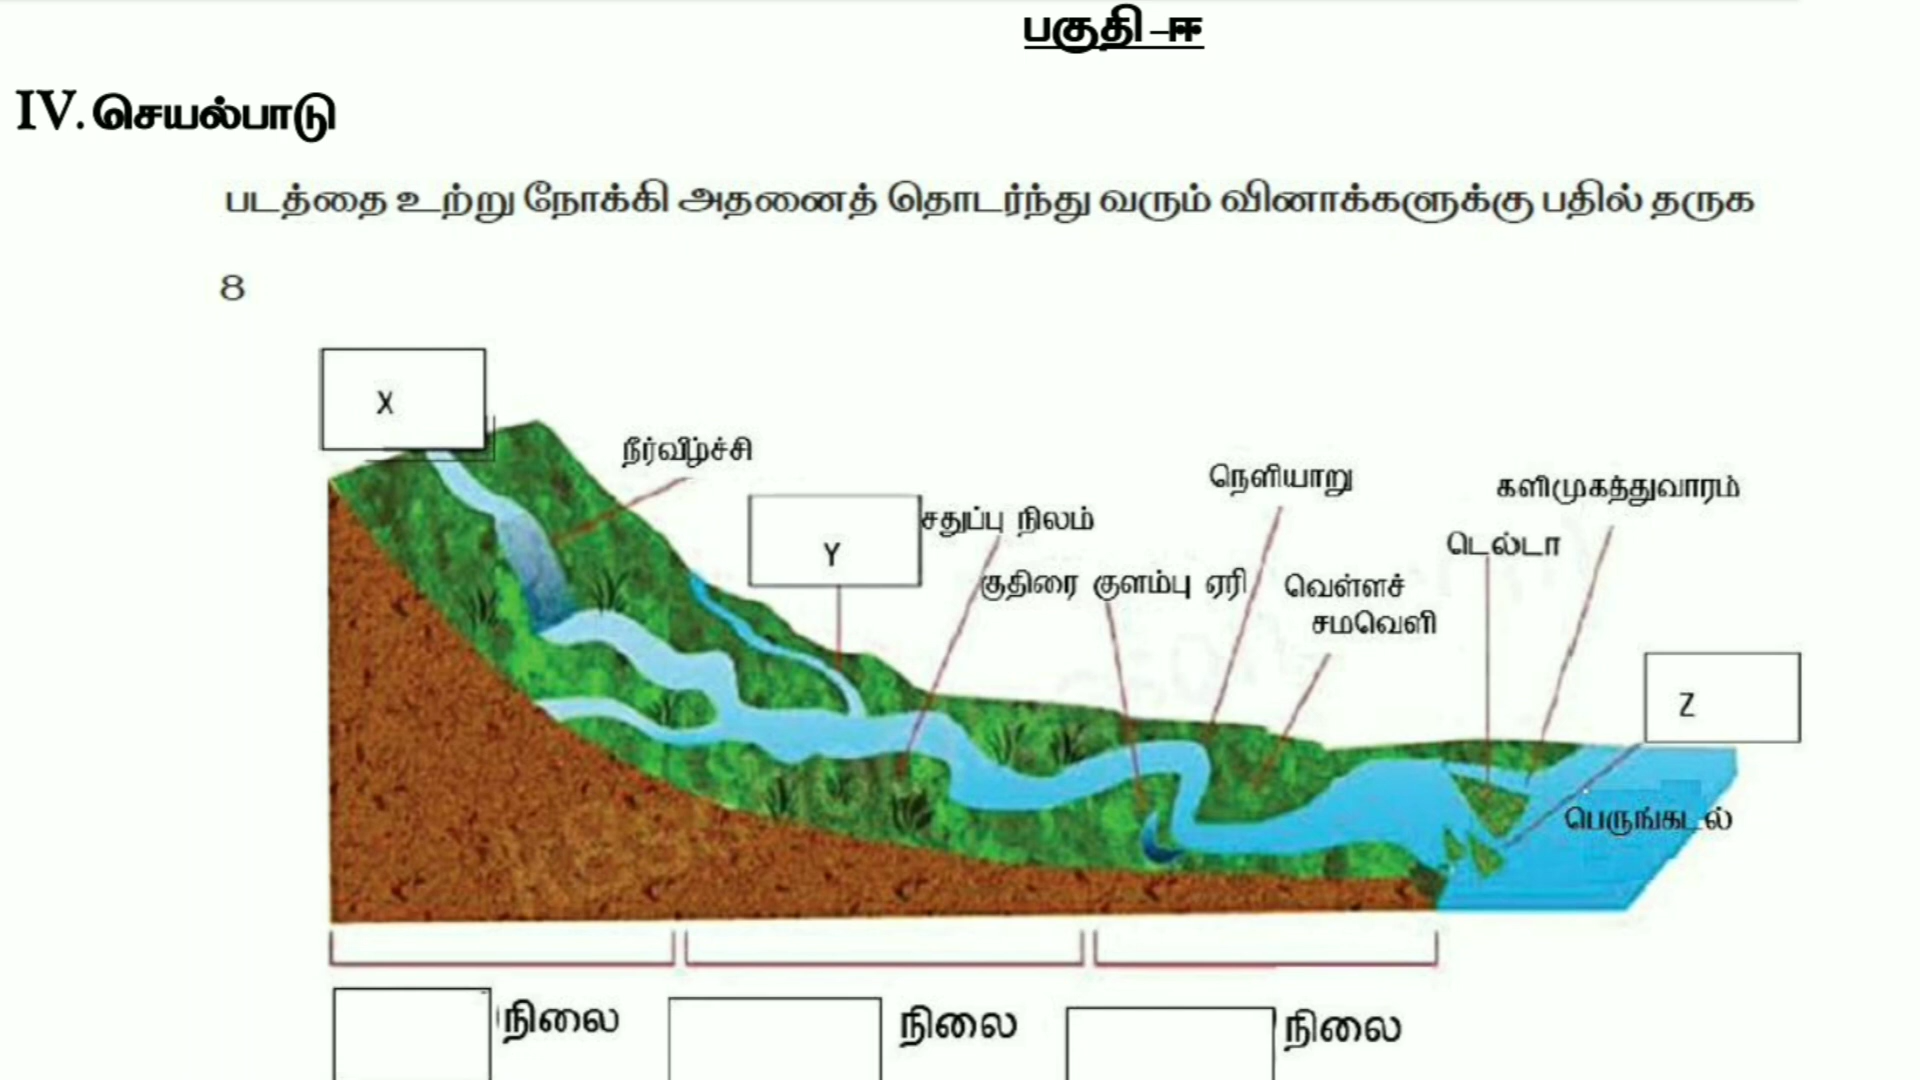 பகுதி –ஈ
IV. செயல்பாடு
படத்தை உற்று நோக்கி அதனைத் தொடர்ந்து வரும் வினாக்களுக்கு பதில் தருக
8
X
நீர்வீழ்ச்சி
Y
சதுப்பு நிலம்
குதிரை குளம்பு ஏரி
நெளியாறு
வெள்ளச்
சமவெளி
களிமுகத்துவாரம்
டெல்டா
Z
பெருங்கடல்
நிலை
நிலை
நிலை